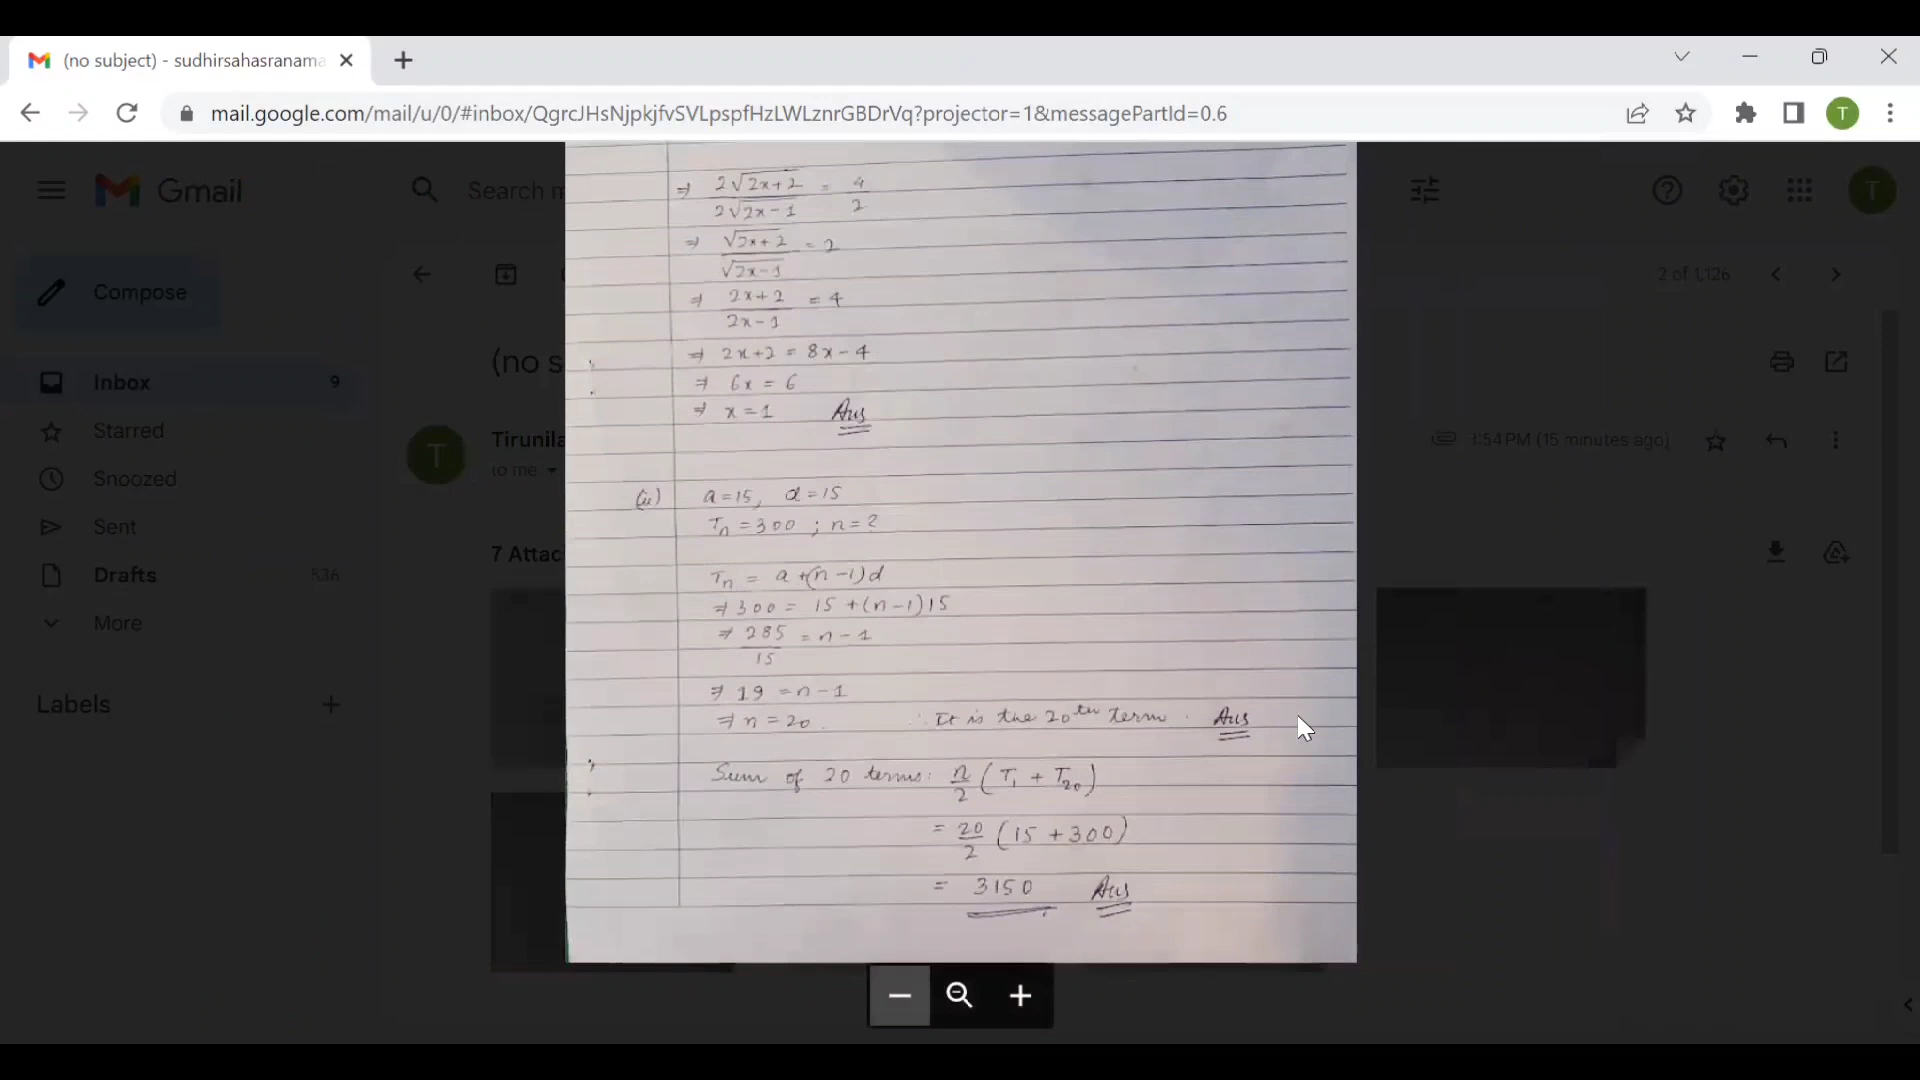 (no subject) - sudhirsahasranama
mail.google.com/mail/u/0/#inbox/QgrcJHsNjpkjfvSVLpspfHzLWLznrGBDrVq?projector=1&messagePartId=0.6
T
Gmail
Search m
T
Compose
2 of 1,126
(no s
Inbox 9
Starred
Snoozed
Sent
Drafts 536
More
Labels
T
Tirunila
to me
3:54 PM (15 minutes ago)
7 Attac
⇒ 2√2x+2 / 2√2x-1 = 4/2
⇒ √2x+2 / √2x-1 = 2
⇒ 2x+2 / 2x-1 = 4
⇒ 2x+2 = 8x-4
⇒ 6x = 6
⇒ x = 1 Ans
(ii) a=15, d=15
Tn = 300 ; n = ?
Tn = a+(n-1)d
⇒ 300 = 15 +(n-1)15
⇒ 285/15 = n-1
⇒ 19 = n-1
⇒ n = 20. ∴ It is the 20th term. Ans
Sum of 20 terms: n/2 (T1 + T20)
= 20/2 (15 + 300)
= 3150 Ans